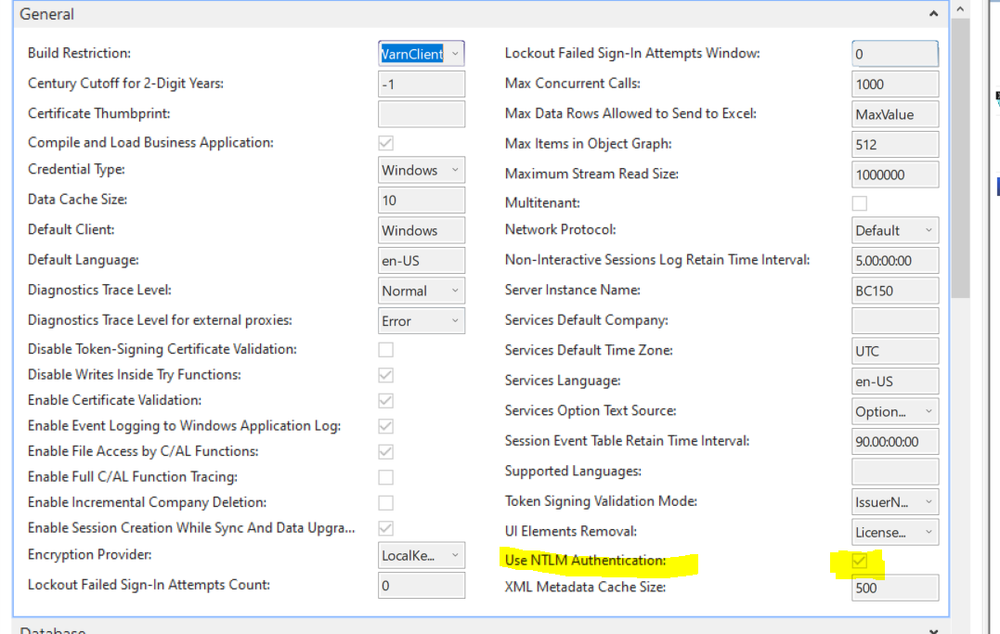 General
Build Restriction:
WarnClient
Century Cutoff for 2-Digit Years:
-1
Certificate Thumbprint:
Compile and Load Business Application:
Credential Type:
Windows
Data Cache Size:
10
Default Client:
Windows
Default Language:
en-US
Diagnostics Trace Level:
Normal
Diagnostics Trace Level for external proxies:
Error
Disable Token-Signing Certificate Validation:
Disable Writes Inside Try Functions:
Enable Certificate Validation:
Enable Event Logging to Windows Application Log:
Enable File Access by C/AL Functions:
Enable Full C/AL Function Tracing:
Enable Incremental Company Deletion:
Enable Session Creation While Sync And Data Upgra...
Encryption Provider:
LocalKe...
Lockout Failed Sign-In Attempts Count:
0
Lockout Failed Sign-In Attempts Window:
0
Max Concurrent Calls:
1000
Max Data Rows Allowed to Send to Excel:
MaxValue
Max Items in Object Graph:
512
Maximum Stream Read Size:
1000000
Multitenant:
Network Protocol:
Default
Non-Interactive Sessions Log Retain Time Interval:
5.00:00:00
Server Instance Name:
BC150
Services Default Company:
Services Default Time Zone:
UTC
Services Language:
en-US
Services Option Text Source:
Option...
Session Event Table Retain Time Interval:
90.00:00:00
Supported Languages:
Token Signing Validation Mode:
IssuerN...
UI Elements Removal:
License...
Use NTLM Authentication:
XML Metadata Cache Size:
500
Database